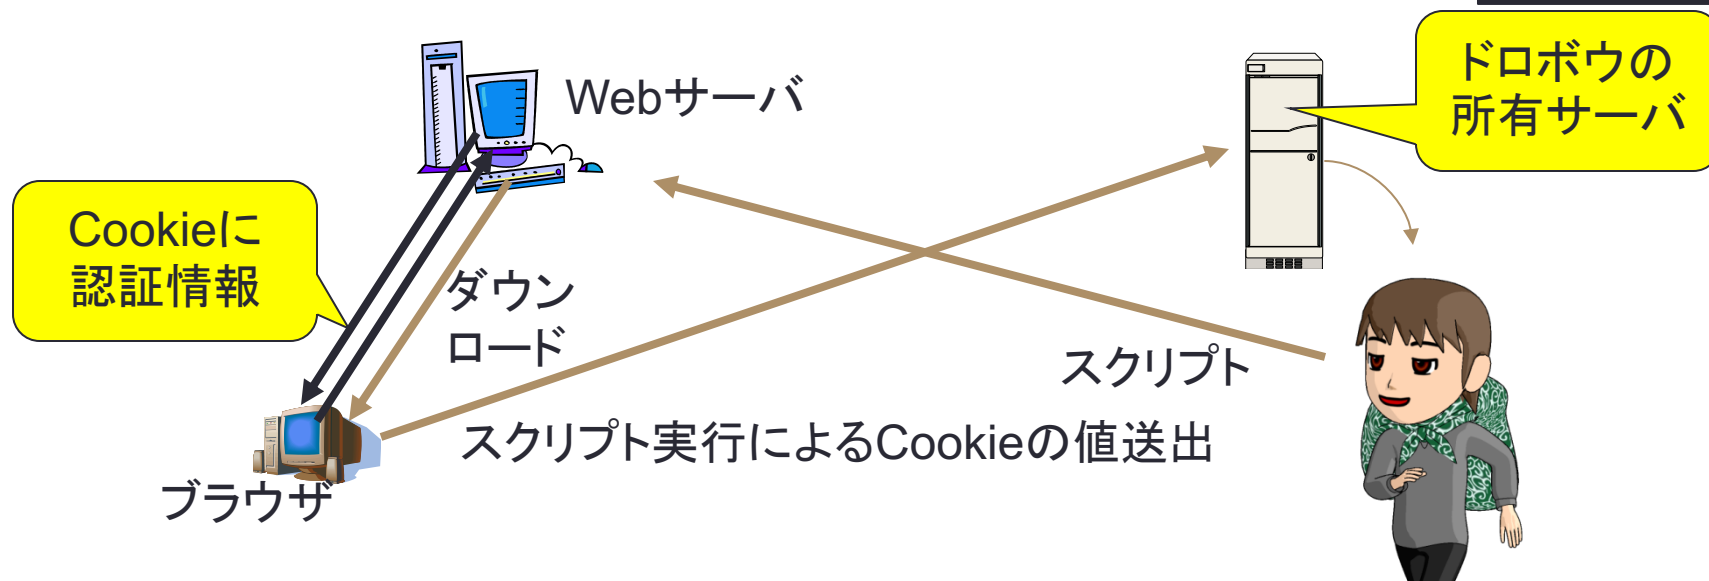 Webサーバ
ドロボウの
所有サーバ
Cookieに
認証情報
ダウン
ロード
スクリプト
スクリプト実行によるCookieの値送出
ブラウザ